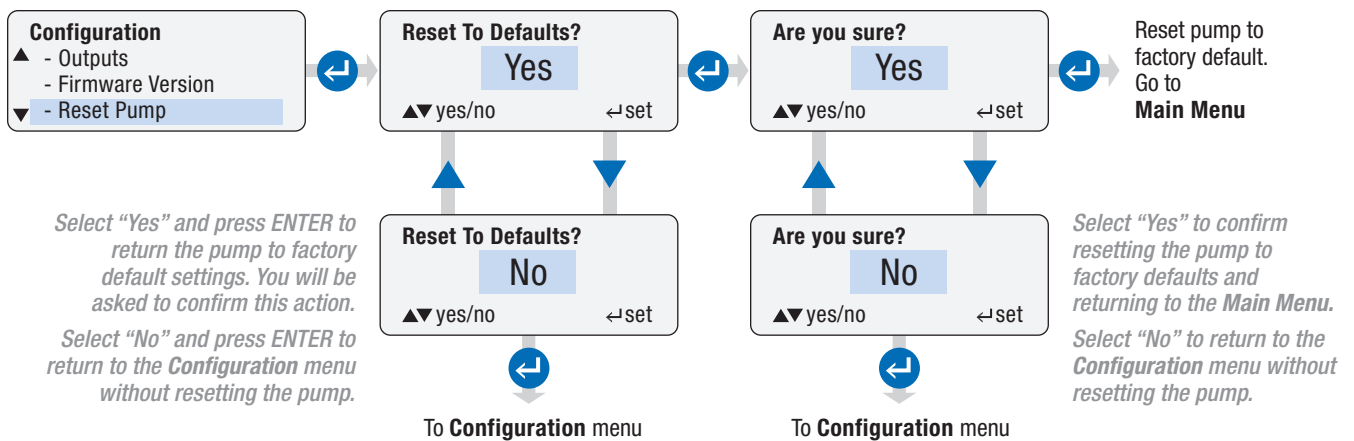 Configuration
- Outputs
- Firmware Version
- Reset Pump
Reset To Defaults?
Yes
▲▼ yes/no ↵set
Are you sure?
Yes
▲▼ yes/no ↵set
Reset pump to
factory default.
Go to
Main Menu
Select “Yes” and press ENTER to
return the pump to factory
default settings. You will be
asked to confirm this action.
Select “No” and press ENTER to
return to the Configuration menu
without resetting the pump.
Reset To Defaults?
No
▲▼ yes/no ↵set
To Configuration menu
Are you sure?
No
▲▼ yes/no ↵set
To Configuration menu
Select “Yes” to confirm
resetting the pump to
factory defaults and
returning to the Main Menu.
Select “No” to return to the
Configuration menu without
resetting the pump.